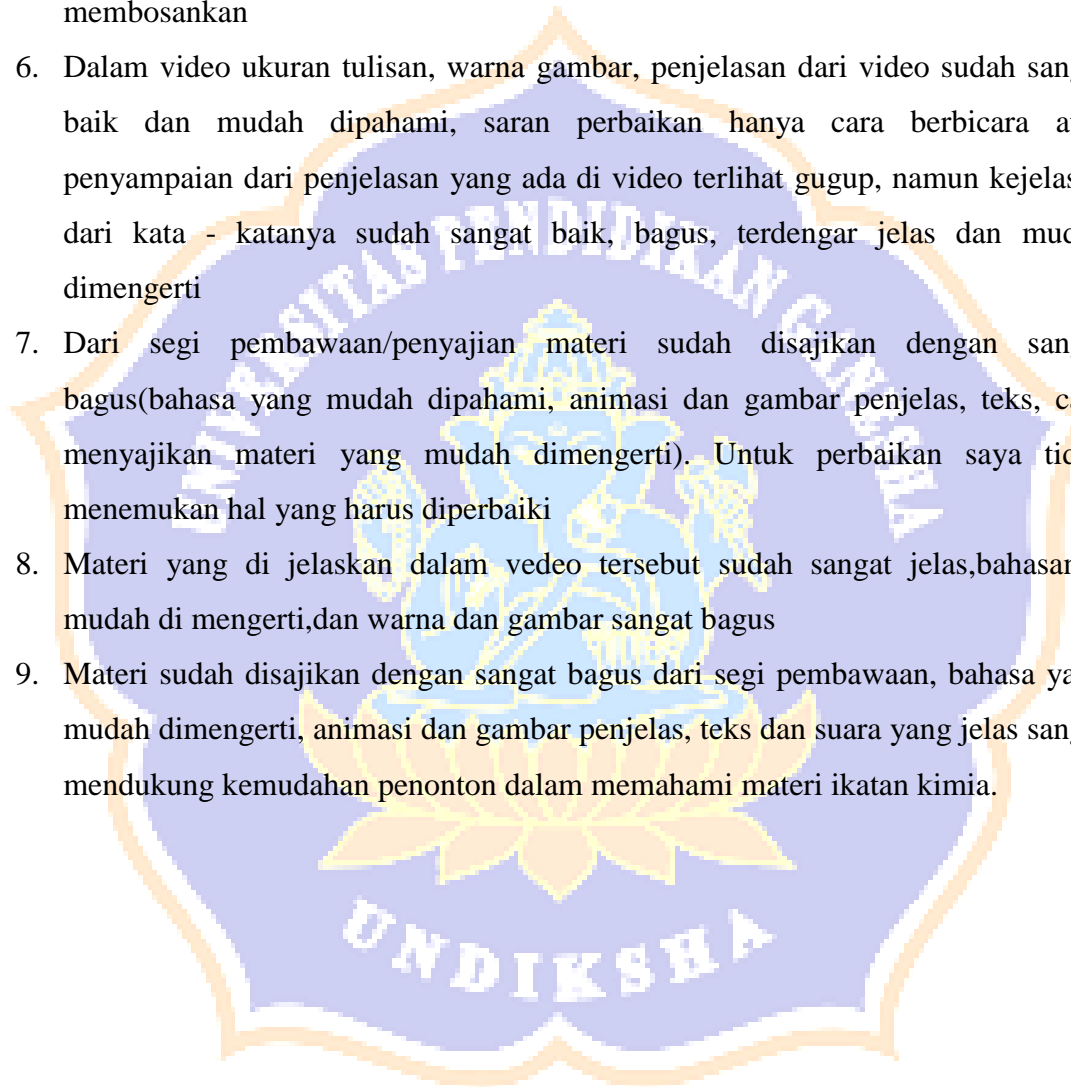 membosankan
6. Dalam video ukuran tulisan, warna gambar, penjelasan dari video sudah sang
baik dan mudah dipahami, saran perbaikan hanya cara berbicara at
penyampaian dari penjelasan yang ada di video terlihat gugup, namun kejelas
dari kata - katanya sudah sangat baik, bagus, terdengar jelas dan mud
dimengerti
7. Dari segi pembawaan/penyajian materi sudah disajikan dengan sang
bagus(bahasa yang mudah dipahami, animasi dan gambar penjelas, teks, ca
menyajikan materi yang mudah dimengerti). Untuk perbaikan saya tid
menemukan hal yang harus diperbaiki
8. Materi yang di jelaskan dalam vedeo tersebut sudah sangat jelas,bahasan
mudah di mengerti,dan warna dan gambar sangat bagus
9. Materi sudah disajikan dengan sangat bagus dari segi pembawaan, bahasa ya
mudah dimengerti, animasi dan gambar penjelas, teks dan suara yang jelas sang
mendukung kemudahan penonton dalam memahami materi ikatan kimia.
UNIVERSITAS PENDIDIKAN GANESHA
UNDIKSHA